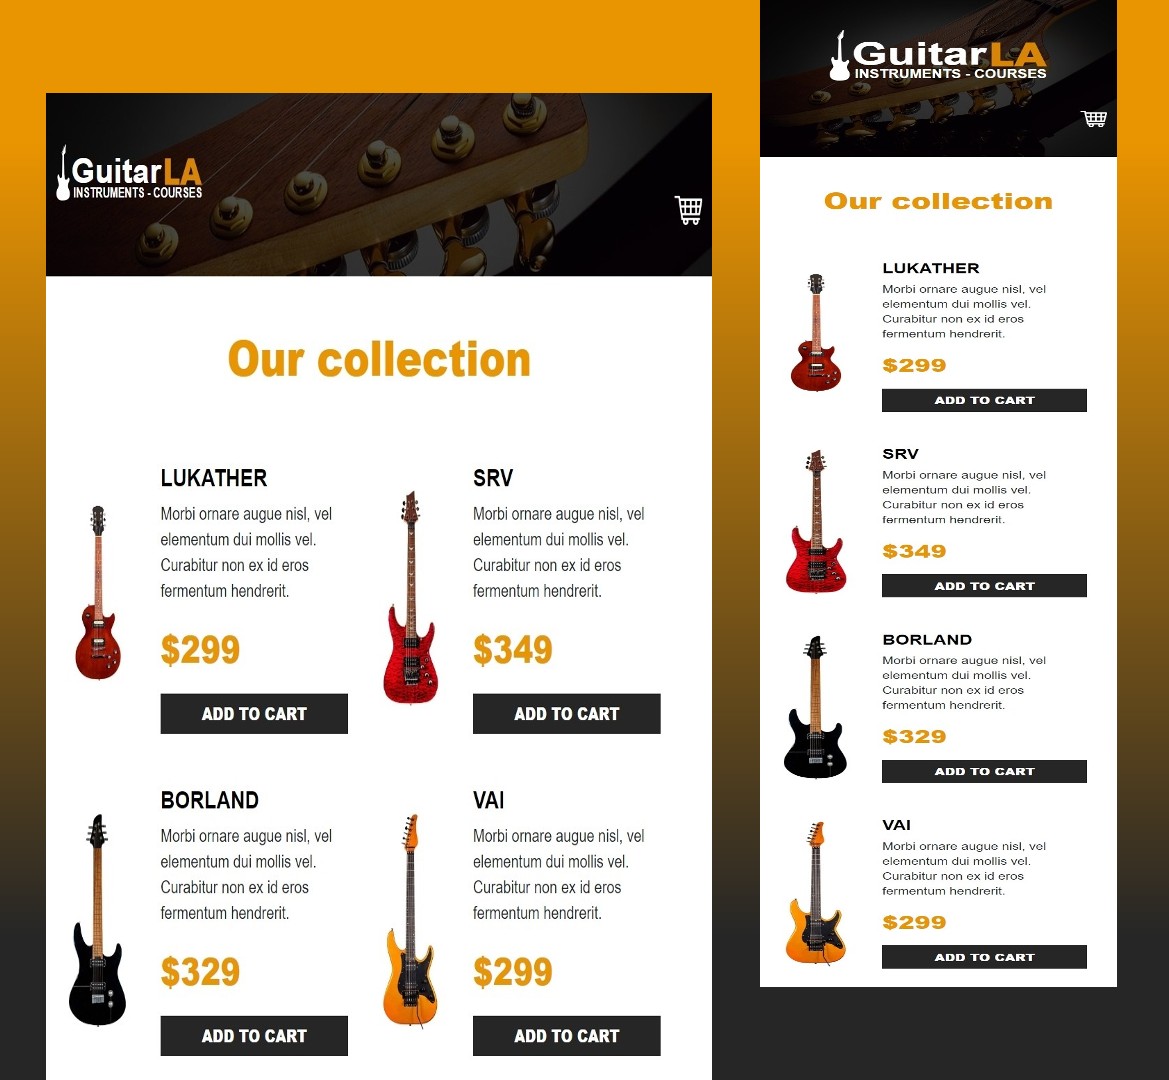 GuitarLA
INSTRUMENTS - COURSES
Our collection
LUKATHER
Morbi ornare augue nisl, vel
elementum dui mollis vel.
Curabitur non ex id eros
fermentum hendrerit.
$299
ADD TO CART
SRV
Morbi ornare augue nisl, vel
elementum dui mollis vel.
Curabitur non ex id eros
fermentum hendrerit.
$349
ADD TO CART
BORLAND
Morbi ornare augue nisl, vel
elementum dui mollis vel.
Curabitur non ex id eros
fermentum hendrerit.
$329
ADD TO CART
VAI
Morbi ornare augue nisl, vel
elementum dui mollis vel.
Curabitur non ex id eros
fermentum hendrerit.
$299
ADD TO CART
GuitarLA
INSTRUMENTS - COURSES
Our collection
LUKATHER
Morbi ornare augue nisl, vel
elementum dui mollis vel.
Curabitur non ex id eros
fermentum hendrerit.
$299
ADD TO CART
SRV
Morbi ornare augue nisl, vel
elementum dui mollis vel.
Curabitur non ex id eros
fermentum hendrerit.
$349
ADD TO CART
BORLAND
Morbi ornare augue nisl, vel
elementum dui mollis vel.
Curabitur non ex id eros
fermentum hendrerit.
$329
ADD TO CART
VAI
Morbi ornare augue nisl, vel
elementum dui mollis vel.
Curabitur non ex id eros
fermentum hendrerit.
$299
ADD TO CART